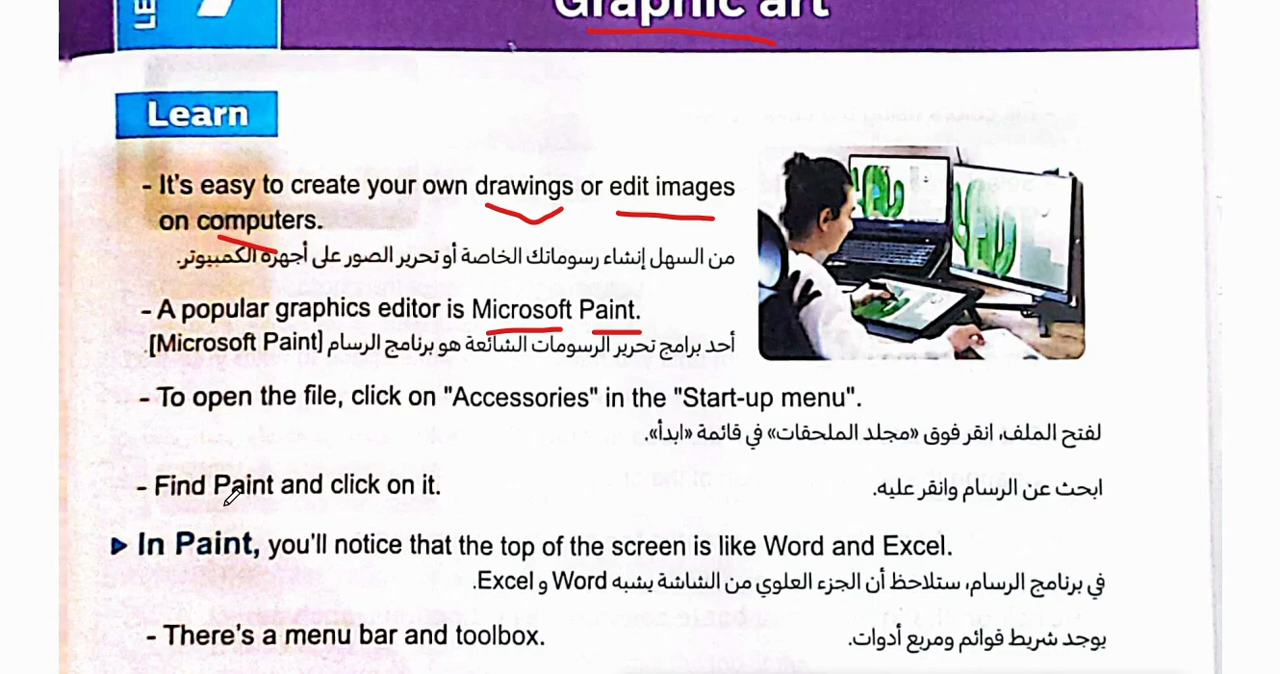 Graphic art
Learn
- It's easy to create your own drawings or edit images
on computers.
من السهل إنشاء رسوماتك الخاصة أو تحرير الصور على أجهزة الكمبيوتر.
- A popular graphics editor is Microsoft Paint.
أحد برامج تحرير الرسومات الشائعة هو برنامج الرسام [Microsoft Paint].
- To open the file, click on "Accessories" in the "Start-up menu".
لفتح الملف، انقر فوق «مجلد الملحقات» في قائمة «ابدأ».
- Find Paint and click on it.
ابحث عن الرسام وانقر عليه.
▶ In Paint, you'll notice that the top of the screen is like Word and Excel.
في برنامج الرسام، ستلاحظ أن الجزء العلوي من الشاشة يشبه Word و Excel.
- There's a menu bar and toolbox.
يوجد شريط قوائم ومربع أدوات.